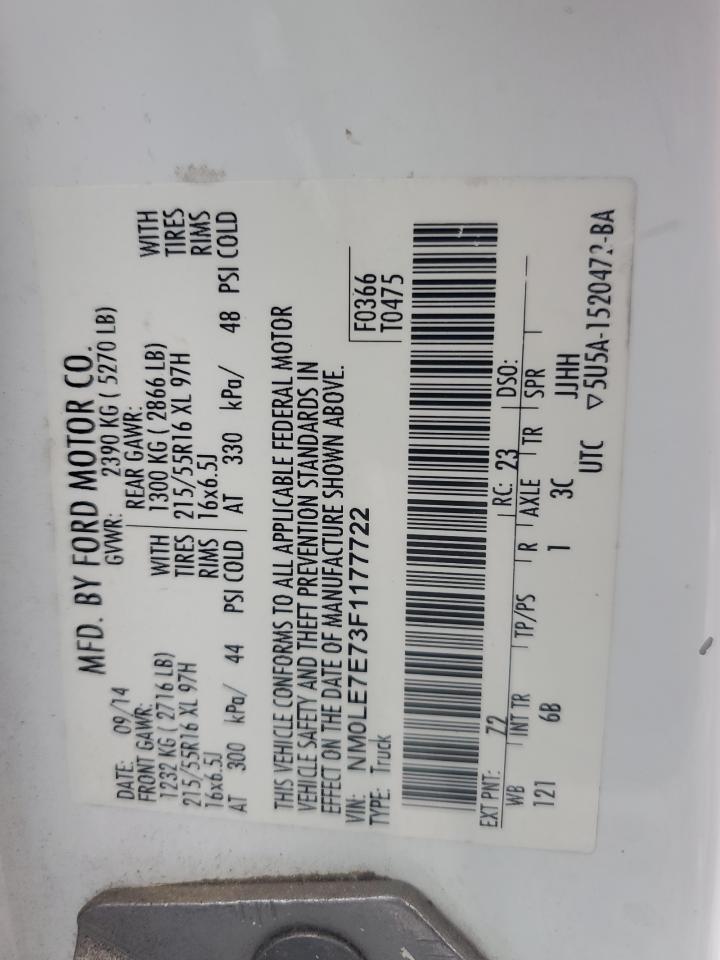 MFD. BY FORD MOTOR CO.
DATE: 09/14 GVWR: 2390 KG ( 5270 LB)
FRONT GAWR: REAR GAWR:
1232 KG ( 2716 LB) WITH 1300 KG ( 2866 LB) WITH
215/55R16 XL 97H TIRES 215/55R16 XL 97H TIRES
16x6.5J RIMS 16x6.5J RIMS
AT 300 kPa/ 44 PSI COLD AT 330 kPa/ 48 PSI COLD
THIS VEHICLE CONFORMS TO ALL APPLICABLE FEDERAL MOTOR
VEHICLE SAFETY AND THEFT PREVENTION STANDARDS IN
EFFECT ON THE DATE OF MANUFACTURE SHOWN ABOVE.
VIN: NM0LE7E73F1177722 F0366
TYPE: Truck T0475
EXT PNT: 7Z RC: 23 DSO:
WB INT TR TP/PS R AXLE TR SPR
121 6B 1 3C JJHH
UTC ▽5U5A-1520472-BA